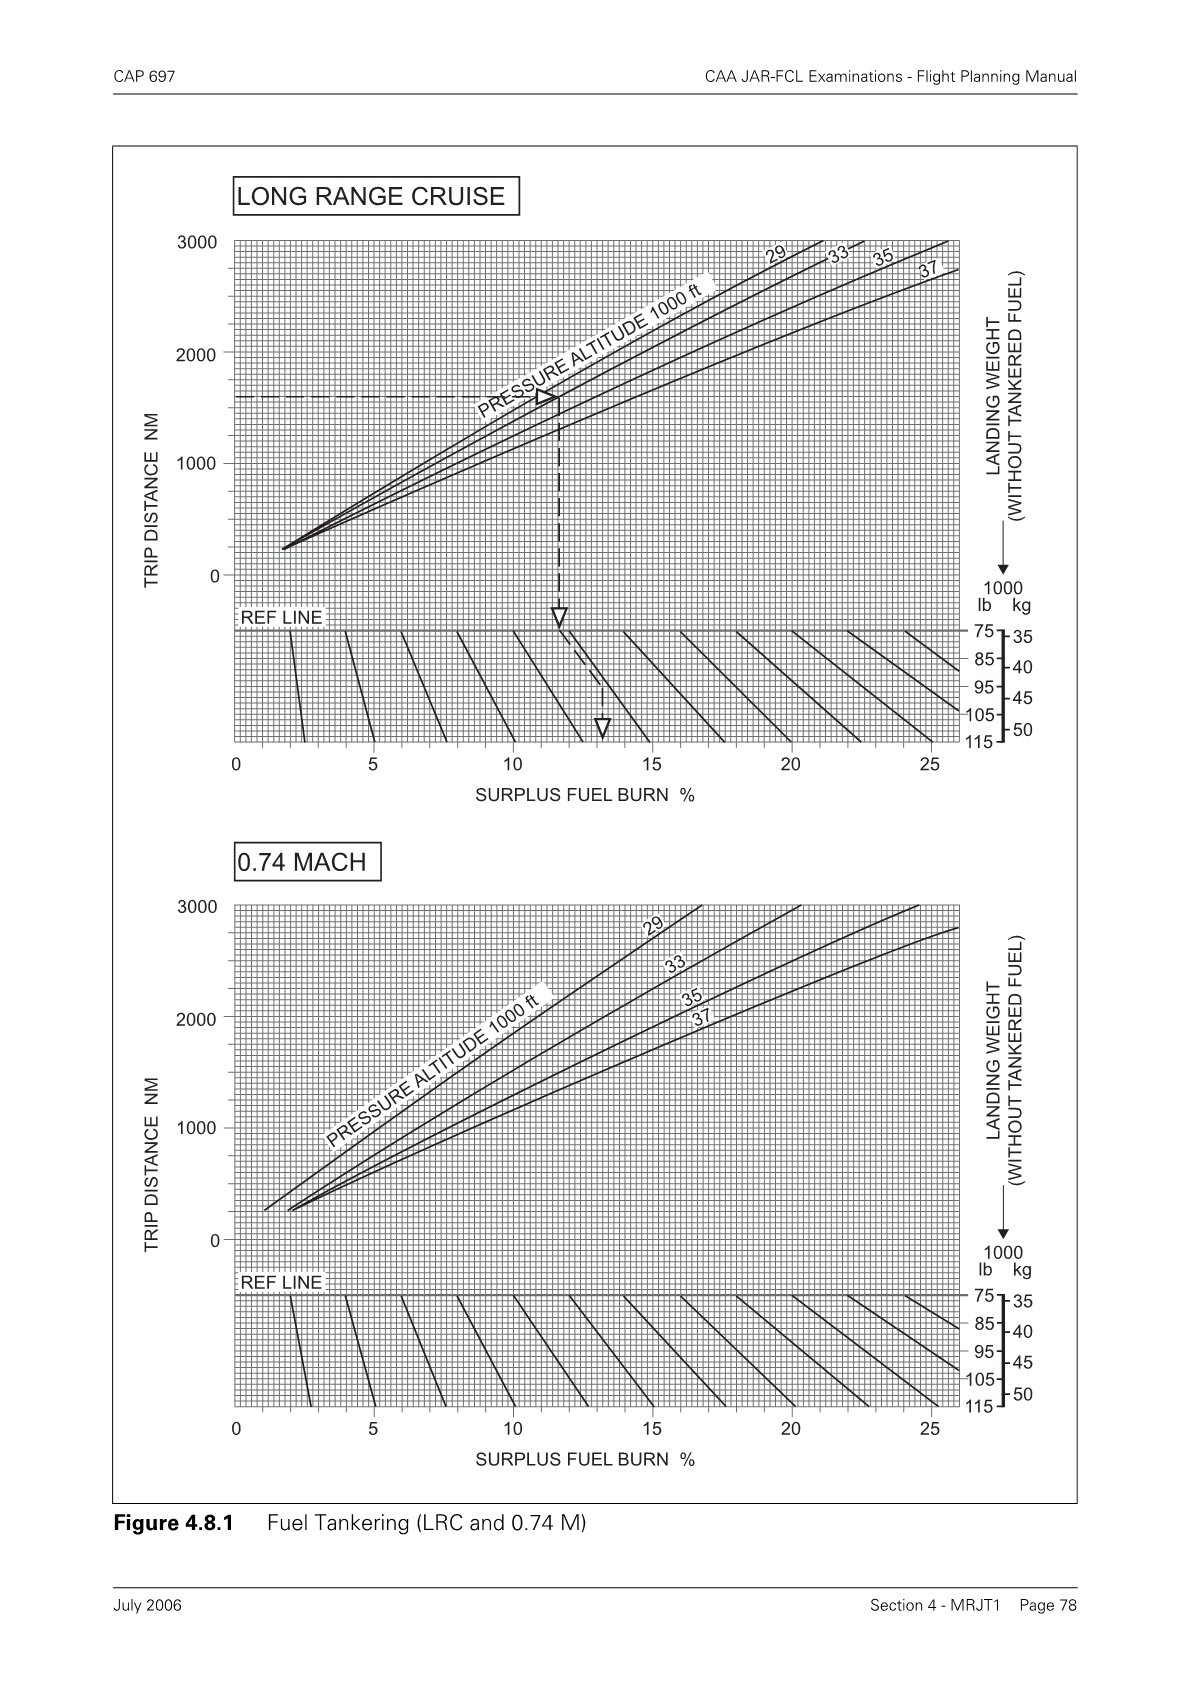 CAP 697
CAA JAR-FCL Examinations - Flight Planning Manual
LONG RANGE CRUISE
3000
2000
1000
0
TRIP DISTANCE NM
PRESSURE ALTITUDE 1000 ft
29
33
35
37
REF LINE
LANDING WEIGHT
(WITHOUT TANKERED FUEL)
1000
lb kg
75
35
85
40
95
45
105
50
115
0 5 10 15 20 25
SURPLUS FUEL BURN %
0.74 MACH
3000
2000
1000
0
TRIP DISTANCE NM
PRESSURE ALTITUDE 1000 ft
29
33
35
37
REF LINE
LANDING WEIGHT
(WITHOUT TANKERED FUEL)
1000
lb kg
75
35
85
40
95
45
105
50
115
0 5 10 15 20 25
SURPLUS FUEL BURN %
Figure 4.8.1 Fuel Tankering (LRC and 0.74 M)
July 2006
Section 4 - MRJT1 Page 78